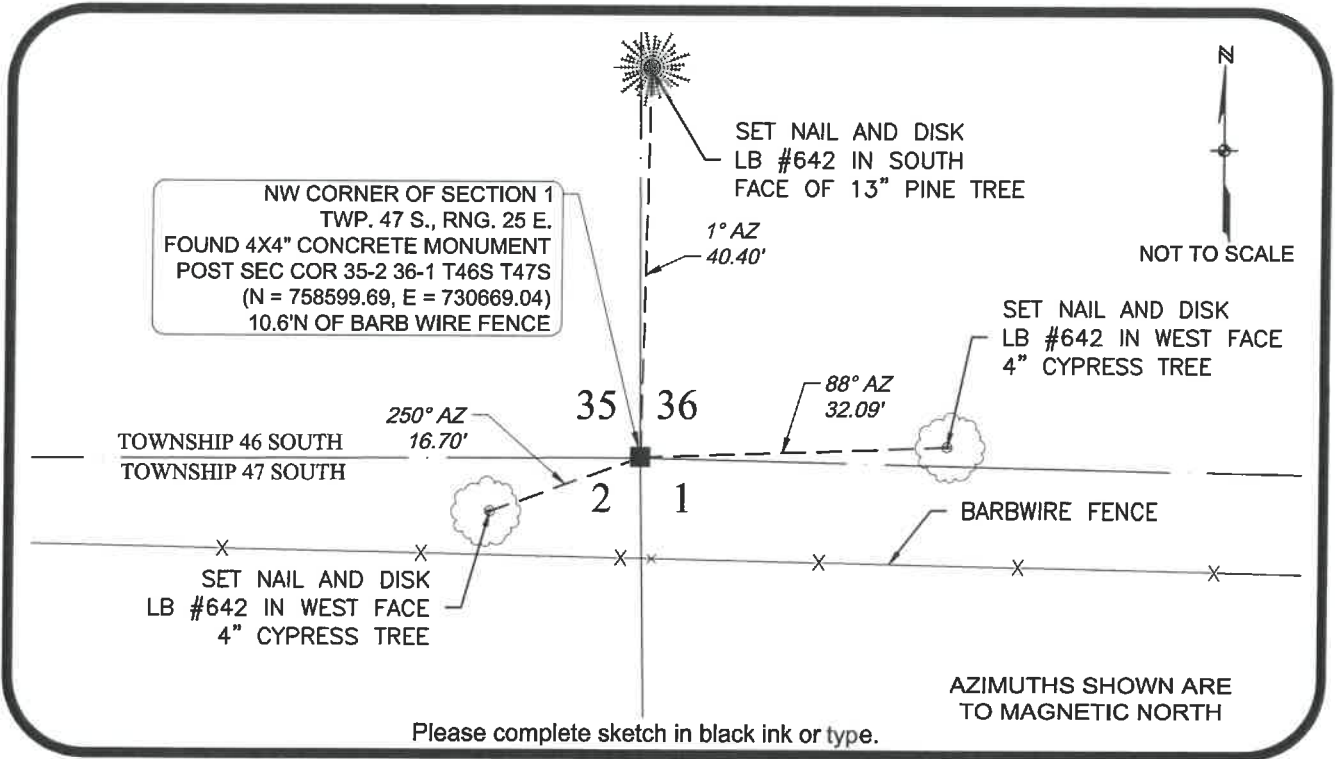 N
SET NAIL AND DISK
LB #642 IN SOUTH
FACE OF 13" PINE TREE
NW CORNER OF SECTION 1
TWP. 47 S., RNG. 25 E.
FOUND 4X4" CONCRETE MONUMENT
POST SEC COR 35-2 36-1 T46S T47S
(N = 758599.69, E = 730669.04)
10.6'N OF BARB WIRE FENCE
1° AZ
40.40'
NOT TO SCALE
SET NAIL AND DISK
LB #642 IN WEST FACE
4" CYPRESS TREE
88° AZ
32.09'
250° AZ
16.70'
35 36
TOWNSHIP 46 SOUTH
TOWNSHIP 47 SOUTH
2 1
BARBWIRE FENCE
SET NAIL AND DISK
LB #642 IN WEST FACE
4" CYPRESS TREE
AZIMUTHS SHOWN ARE
TO MAGNETIC NORTH
Please complete sketch in black ink or type.